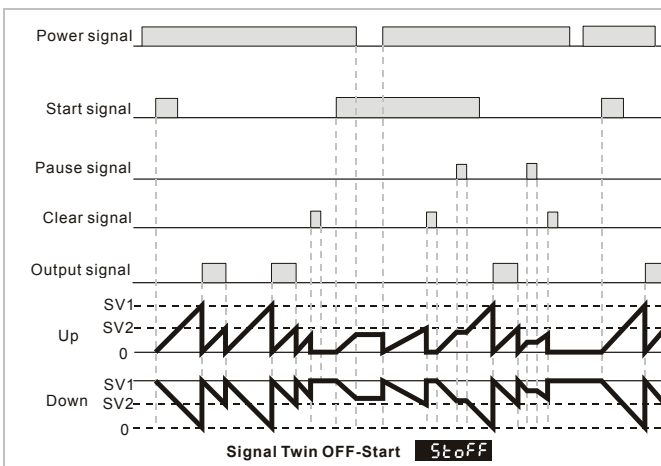 Power signal
Start signal
Pause signal
Clear signal
Output signal
SV1
SV2
Up
0
SV1
Down
SV2
0
Signal Twin OFF-Start StoFF